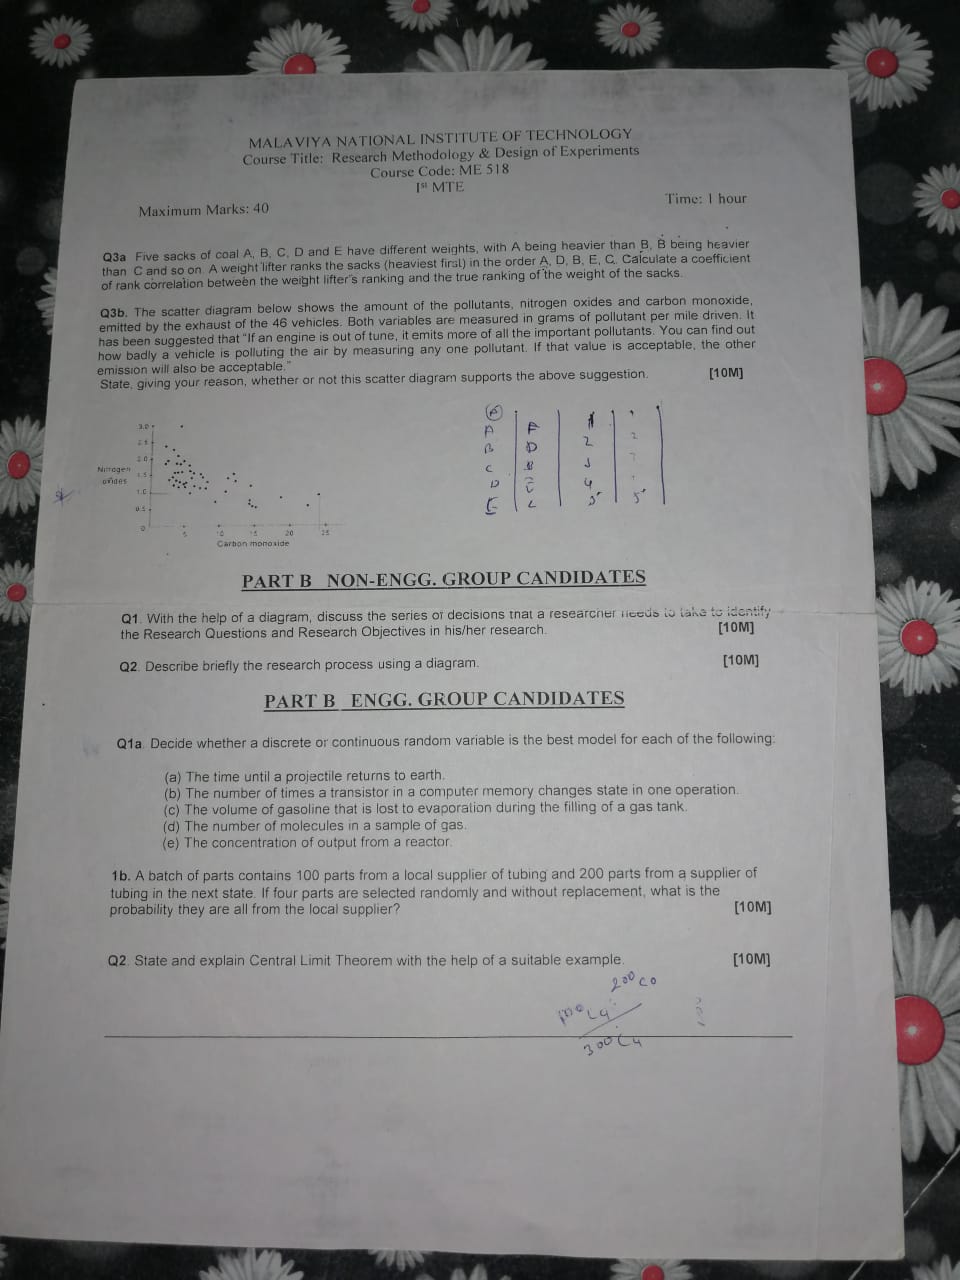 MALAVIYA NATIONAL INSTITUTE OF TECHNOLOGY
Course Title: Research Methodology & Design of Experiments
Course Code: ME 518
Ist MTE
Maximum Marks: 40
Time: 1 hour
Q3a Five sacks of coal A, B, C, D and E have different weights, with A being heavier than B, B being heavier
than C and so on. A weight lifter ranks the sacks (heaviest first) in the order A, D, B, E, C. Calculate a coefficient
of rank correlation between the weight lifter's ranking and the true ranking of the weight of the sacks.
Q3b. The scatter diagram below shows the amount of the pollutants, nitrogen oxides and carbon monoxide,
emitted by the exhaust of the 46 vehicles. Both variables are measured in grams of pollutant per mile driven. It
has been suggested that "If an engine is out of tune, it emits more of all the important pollutants. You can find out
how badly a vehicle is polluting the air by measuring any one pollutant. If that value is acceptable, the other
emission will also be acceptable."
State, giving your reason, whether or not this scatter diagram supports the above suggestion. [10M]
A
A
B D 2 2
C B 3
D E 4
E C 5 5
3.0
2.5
2.0
Nitrogen 1.5
oxides
1.0
0.5
0
5 10 15 20 25
Carbon monoxide
PART B NON-ENGG. GROUP CANDIDATES
Q1. With the help of a diagram, discuss the series of decisions that a researcher needs to take to identify
the Research Questions and Research Objectives in his/her research. [10M]
Q2. Describe briefly the research process using a diagram. [10M]
PART B ENGG. GROUP CANDIDATES
Q1a. Decide whether a discrete or continuous random variable is the best model for each of the following:
(a) The time until a projectile returns to earth.
(b) The number of times a transistor in a computer memory changes state in one operation.
(c) The volume of gasoline that is lost to evaporation during the filling of a gas tank.
(d) The number of molecules in a sample of gas.
(e) The concentration of output from a reactor.
1b. A batch of parts contains 100 parts from a local supplier of tubing and 200 parts from a supplier of
tubing in the next state. If four parts are selected randomly and without replacement, what is the
probability they are all from the local supplier? [10M]
Q2. State and explain Central Limit Theorem with the help of a suitable example. [10M]
200C0
100C4
300C4